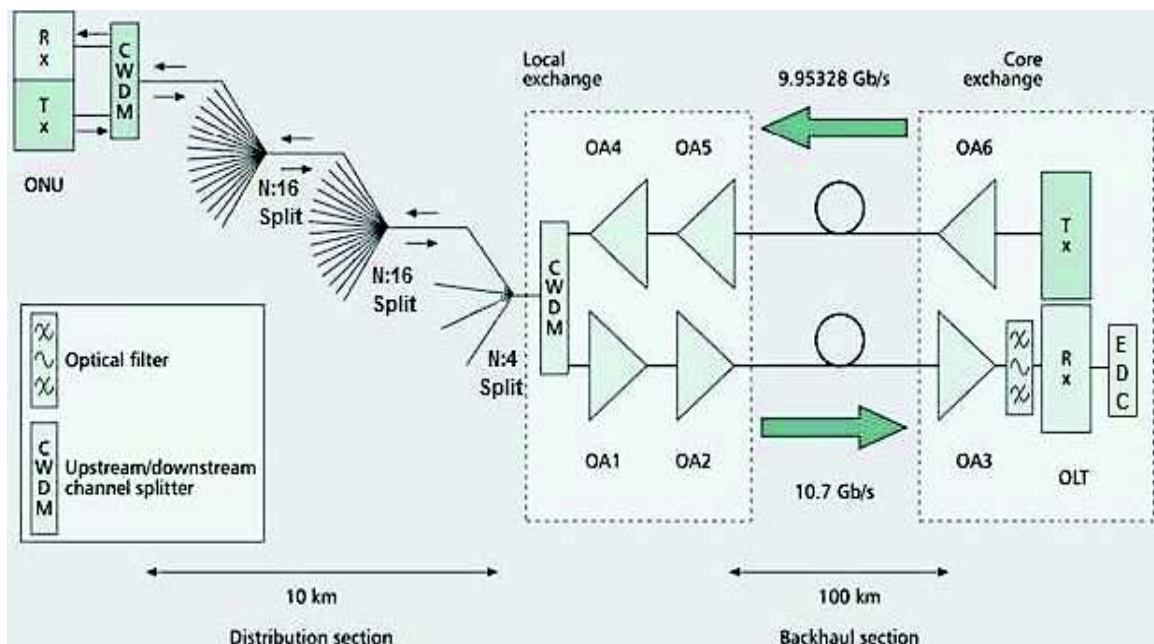 R
x
T
x
C
W
D
M
ONU
N:16
Split
N:16
Split
N:4
Split
Local
exchange
9.95328 Gb/s
Core
exchange
OA4
OA5
OA6
C
W
D
M
T
x
R
x
E
D
C
OA1
OA2
OA3
OLT
10.7 Gb/s
Optical filter
C
W
D
M
Upstream/downstream
channel splitter
10 km
100 km
Distribution section
Backhaul section